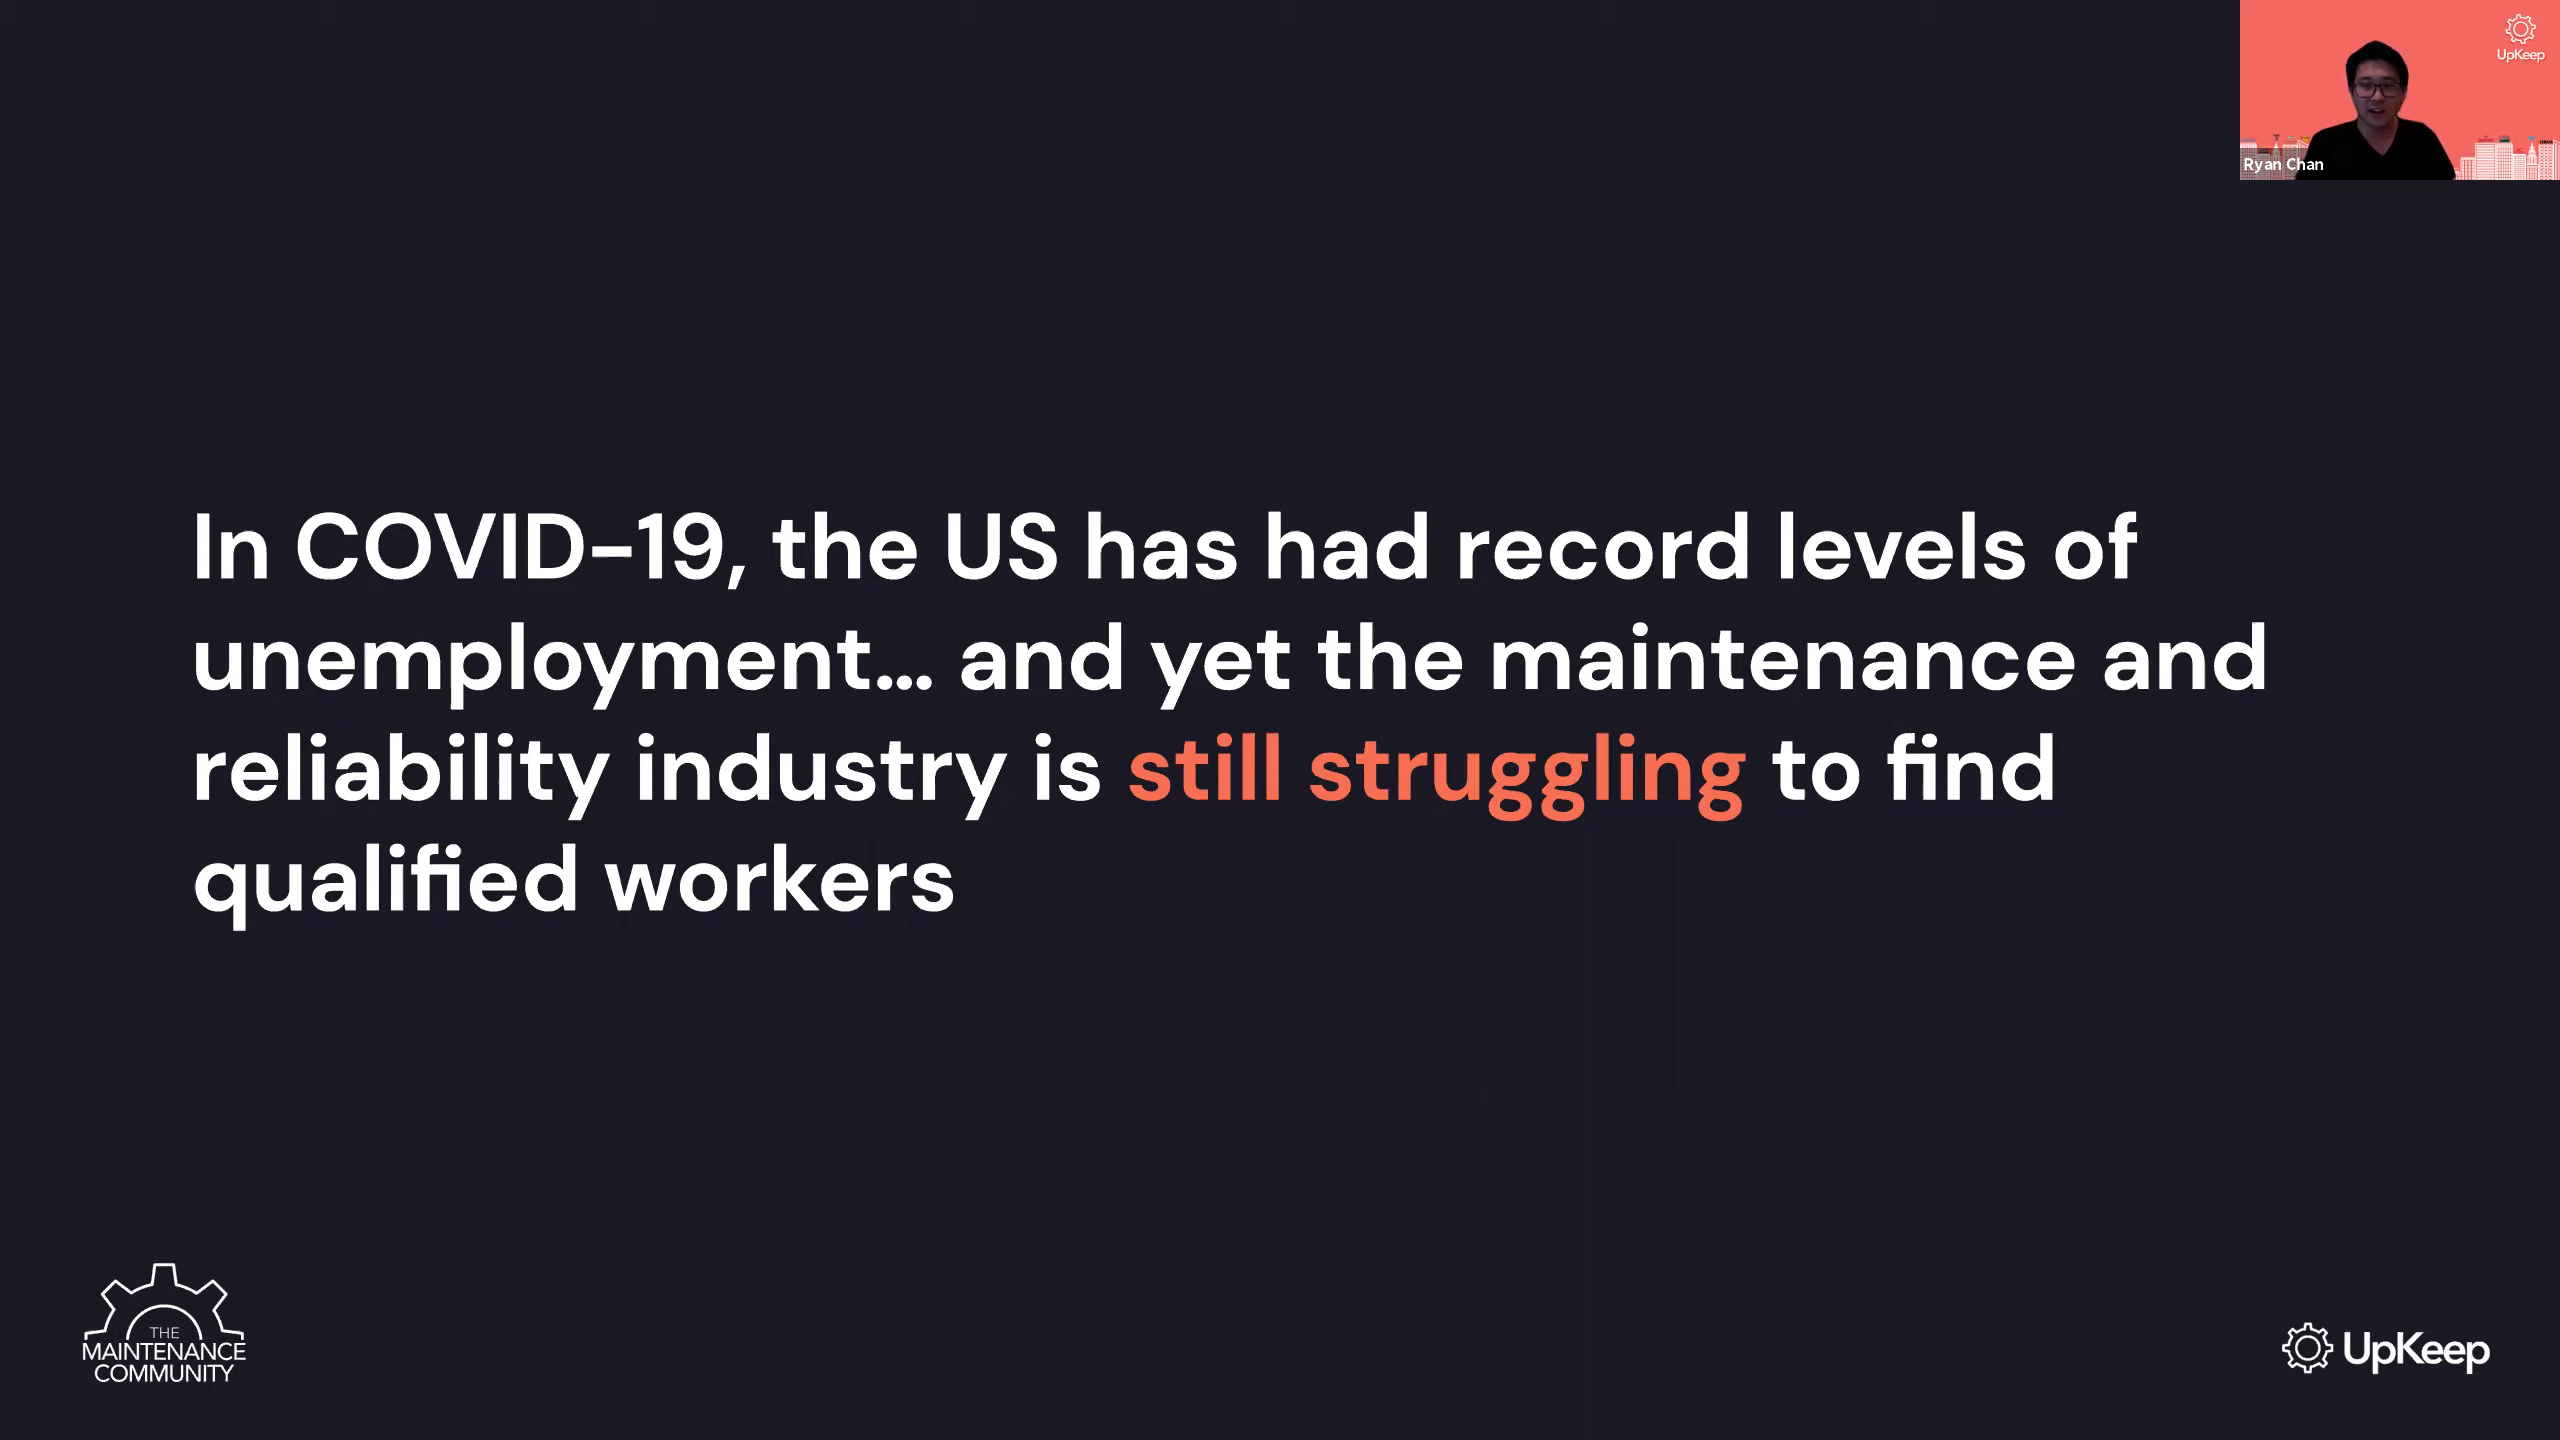 UpKeep
Ryan Chan
In COVID-19, the US has had record levels of
unemployment... and yet the maintenance and
reliability industry is still struggling to find
qualified workers
THE
MAINTENANCE
COMMUNITY
UpKeep